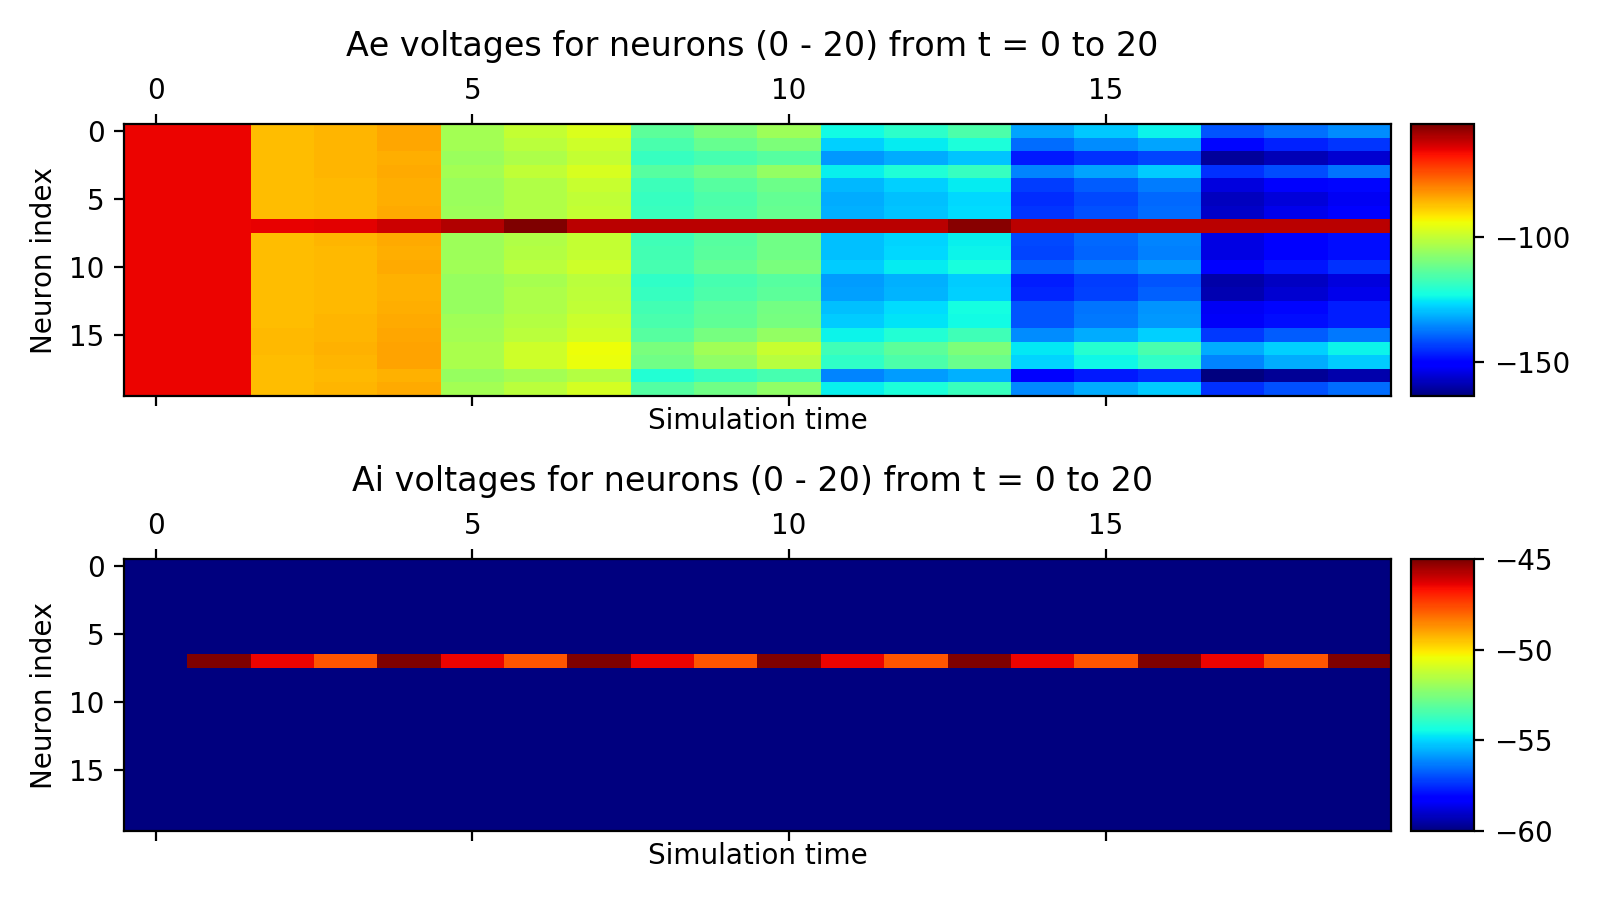 Ae voltages for neurons (0 - 20) from t = 0 to 20
0 5 10 15
0
5
10
15
Neuron index
Simulation time
−100
−150
Ai voltages for neurons (0 - 20) from t = 0 to 20
0 5 10 15
0
5
10
15
Neuron index
Simulation time
−45
−50
−55
−60